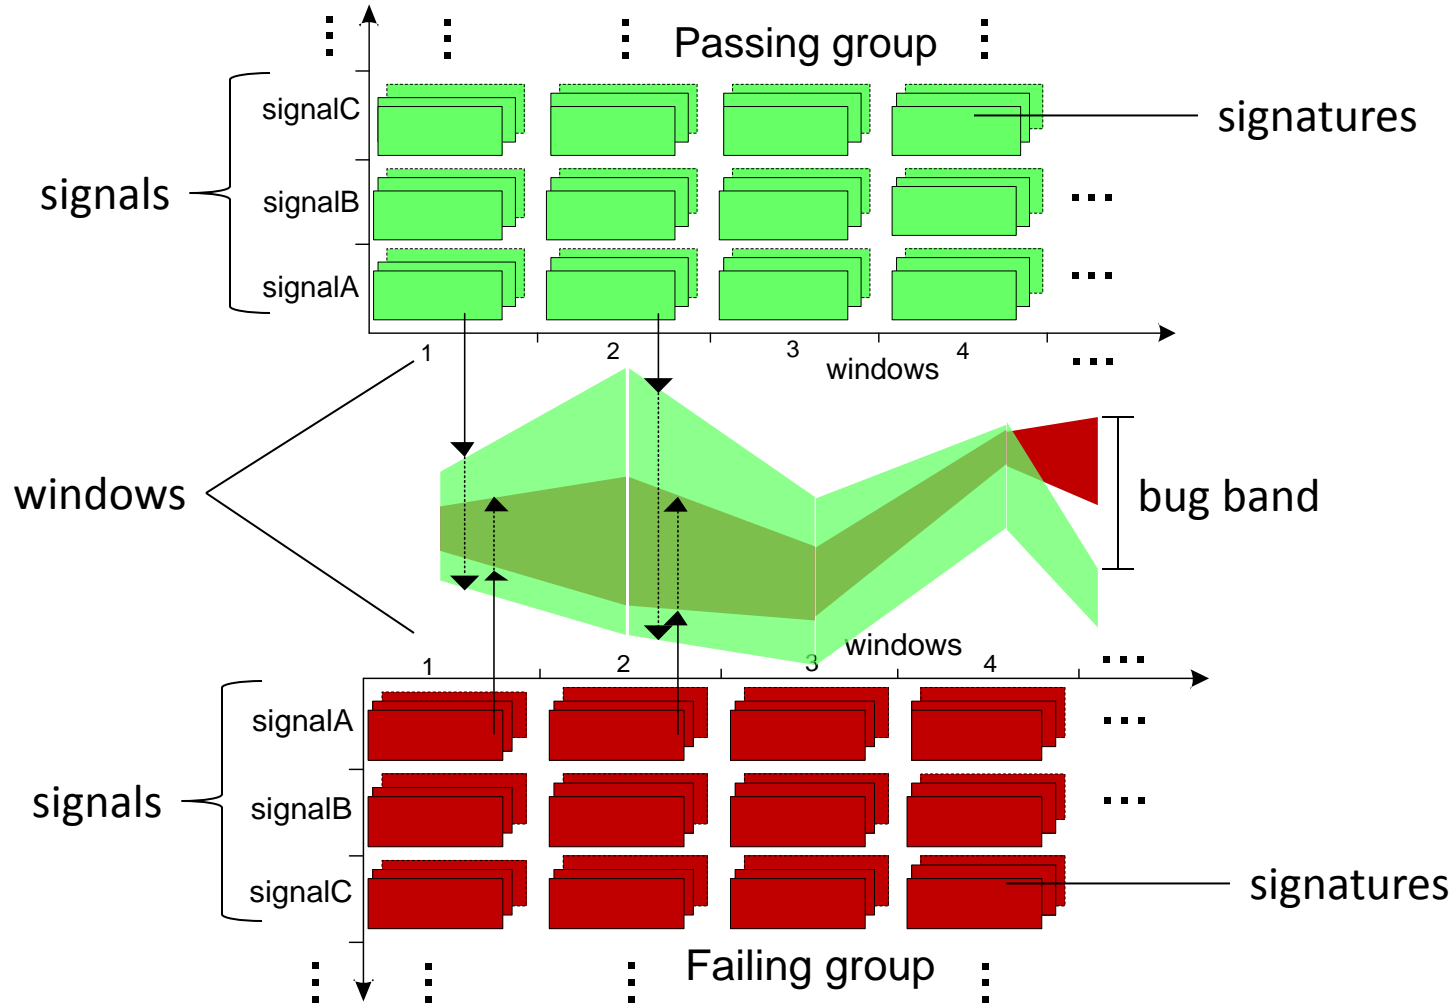 Passing group
signalC
signatures
signals
signalB
signalA
1 2 3 4
windows
windows
bug band
windows
1 2 3 4
signalA
signals
signalB
signalC
signatures
Failing group